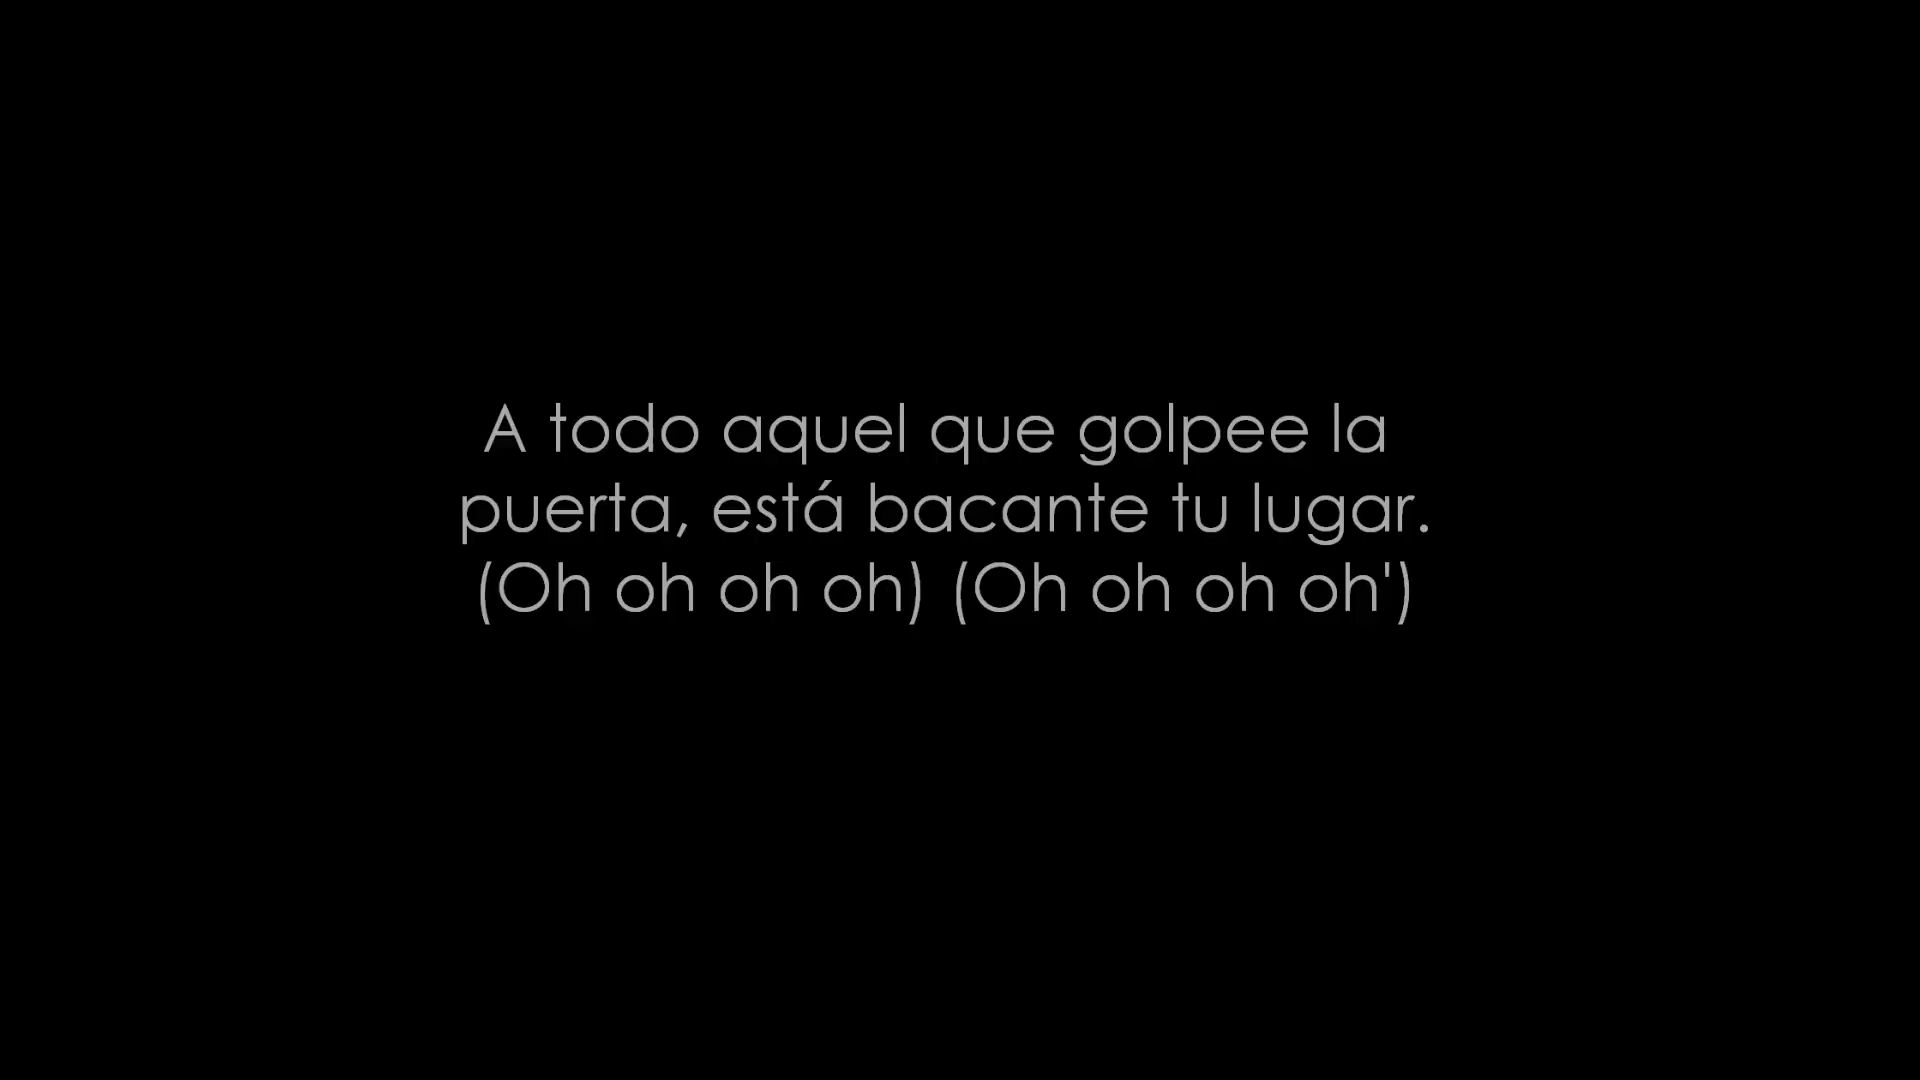 A todo aquel que golpee la
puerta, está bacante tu lugar.
(Oh oh oh oh) (Oh oh oh oh')